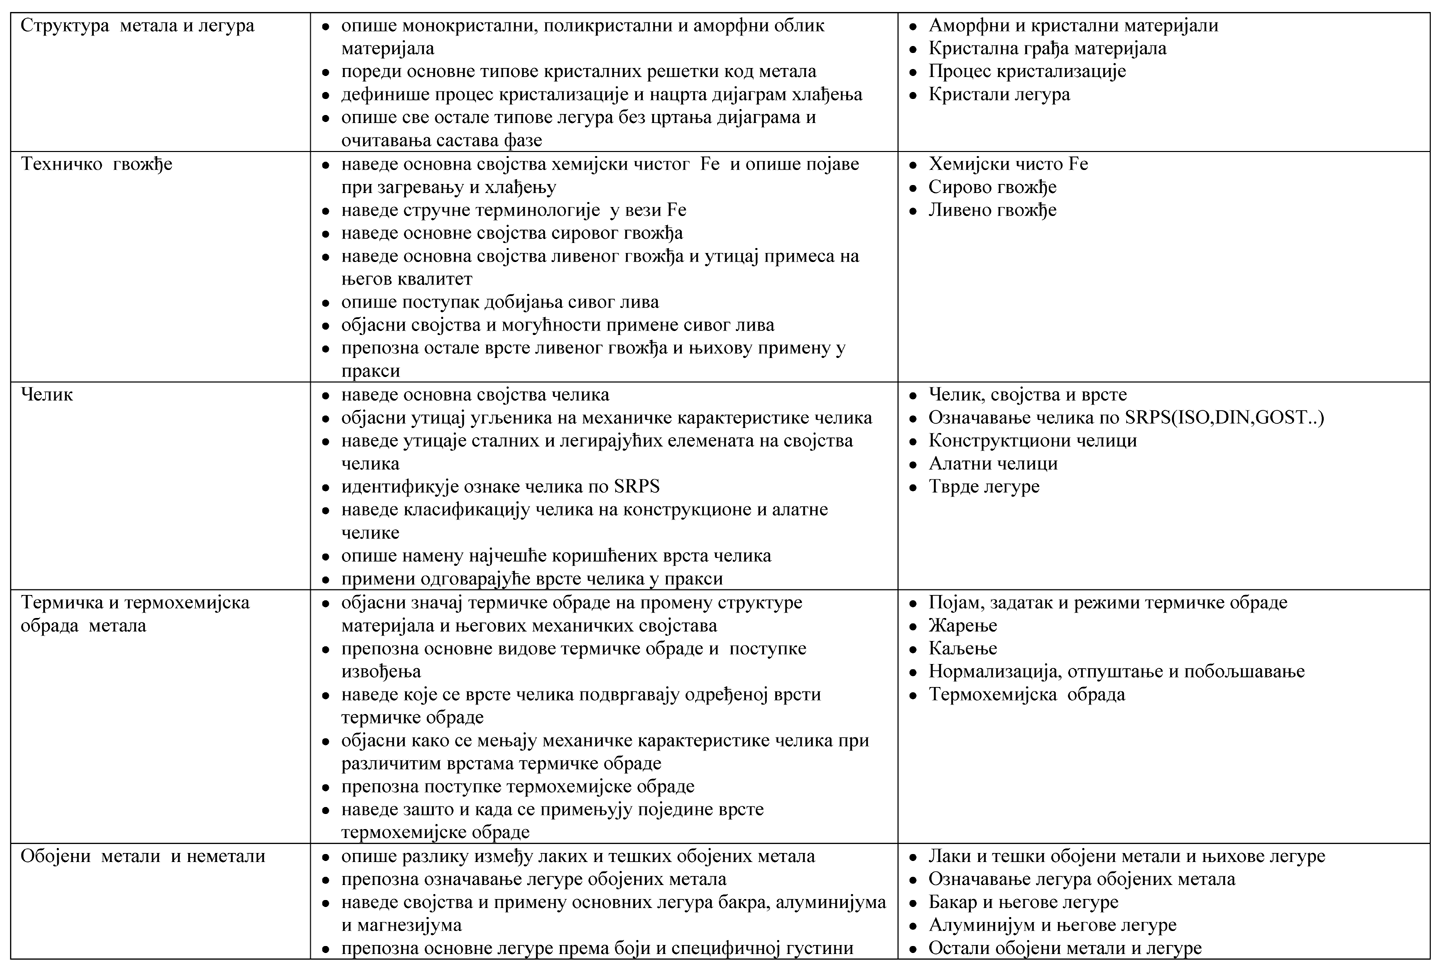 Структура метала и легура
• опише монокристални, поликристални и аморфни облик
материјала
• пореди основне типове кристалних решетки код метала
• дефинише процес кристализације и нацрта дијаграм хлађења
• опише све остале типове легура без цртања дијаграма и
очитавања састава фазе
• Аморфни и кристални материјали
• Кристална грађа материјала
• Процес кристализације
• Кристали легура
Техничко гвожђе
• наведе основна својства хемијски чистог Fe и опише појаве
при загревању и хлађењу
• наведе стручне терминологије у вези Fe
• наведе основне својства сировог гвожђа
• наведе основна својства ливеног гвожђа и утицај примеса на
његов квалитет
• опише поступак добијања сивог лива
• објасни својства и могућности примене сивог лива
• препозна остале врсте ливеног гвожђа и њихову примену у
пракси
• Хемијски чисто Fe
• Сирово гвожђе
• Ливено гвожђе
Челик
• наведе основна својства челика
• објасни утицај угљеника на механичке карактеристике челика
• наведе утицаје сталних и легирајућих елемената на својства
челика
• идентификује ознаке челика по SRPS
• наведе класификацију челика на конструкционе и алатне
челике
• опише намену најчешће коришћених врста челика
• примени одговарајуће врсте челика у пракси
• Челик, својства и врсте
• Означавање челика по SRPS(ISO,DIN,GOST..)
• Конструктциони челици
• Алатни челици
• Тврде легуре
Термичка и термохемијска
обрада метала
• објасни значај термичке обраде на промену структуре
материјала и његових механичких својстава
• препозна основне видове термичке обраде и поступке
извођења
• наведе које се врсте челика подвргавају одређеној врсти
термичке обраде
• објасни како се мењају механичке карактеристике челика при
различитим врстама термичке обраде
• препозна поступке термохемијске обраде
• наведе зашто и када се примењују поједине врсте
термохемијске обраде
• Појам, задатак и режими термичке обраде
• Жарење
• Каљење
• Нормализација, отпуштање и побољшавање
• Термохемијска обрада
Обојени метали и неметали
• опише разлику између лаких и тешких обојених метала
• препозна означавање легуре обојених метала
• наведе својства и примену основних легура бакра, алуминијума
и магнезијума
• препозна основне легуре према боји и специфичној густини
• Лаки и тешки обојени метали и њихове легуре
• Означавање легура обојених метала
• Бакар и његове легуре
• Алуминијум и његове легуре
• Остали обојени метали и легуре